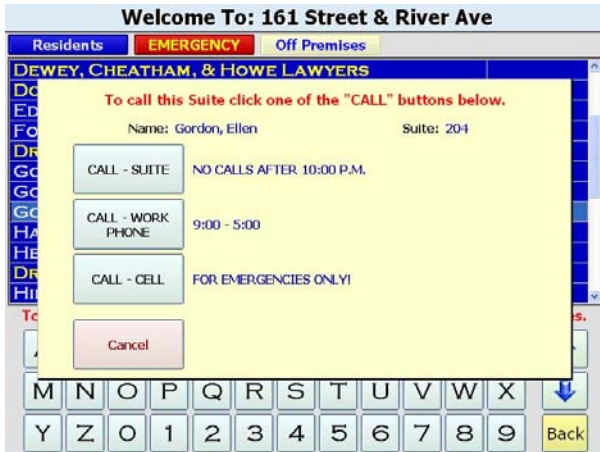 Welcome To: 161 Street & River Ave
Residents EMERGENCY Off Premises
DEWEY, CHEATHAM, & HOWE LAWYERS
To call this Suite click one of the "CALL" buttons below.
Name: Gordon, Ellen Suite: 204
CALL - SUITE NO CALLS AFTER 10:00 P.M.
CALL - WORK PHONE 9:00 - 5:00
CALL - CELL FOR EMERGENCIES ONLY!
Cancel
M N O P Q R S T U V W X
Y Z 0 1 2 3 4 5 6 7 8 9 Back